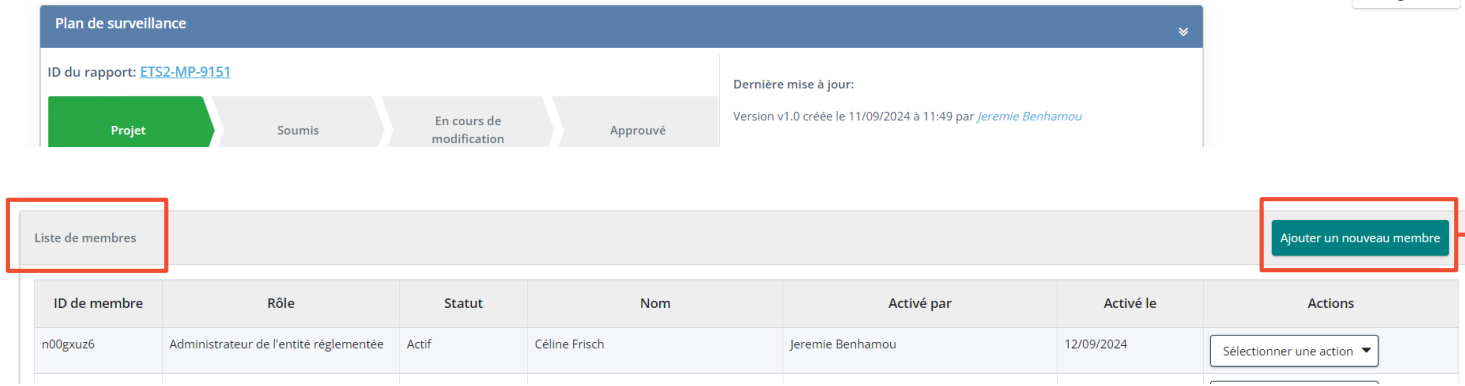 Plan de surveillance
ID du rapport: ETS2-MP-9151
Dernière mise à jour:
Version v1.0 créée le 11/09/2024 à 11:49 par Jeremie Benhamou
Projet
Soumis
En cours de
modification
Approuvé
Liste de membres
Ajouter un nouveau membre
ID de membre Rôle Statut Nom Activé par Activé le Actions
n00gxuz6 Administrateur de l'entité réglementée Actif Céline Frisch Jeremie Benhamou 12/09/2024 Sélectionner une action